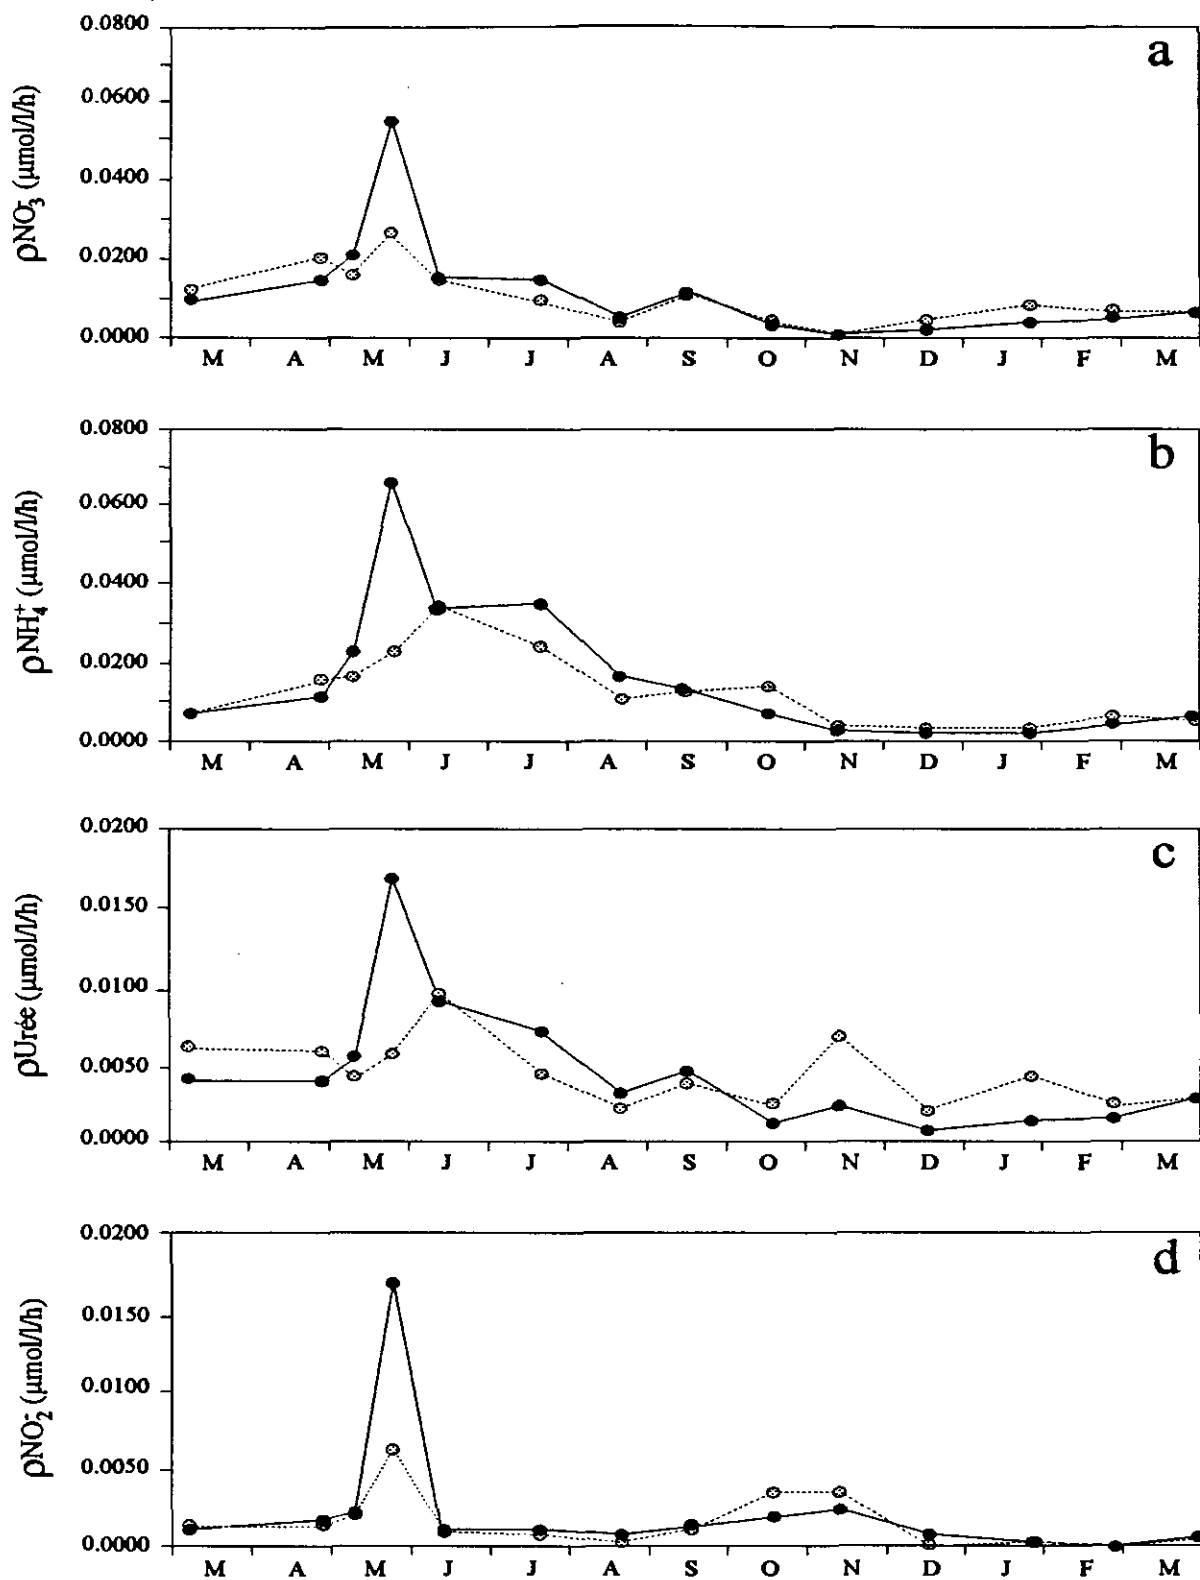 a
0.0800
0.0600
0.0400
0.0200
0.0000
ρNO₃⁻ (µmol/l/h)
M A M J J A S O N D J F M
b
0.0800
0.0600
0.0400
0.0200
0.0000
ρNH₄⁺ (µmol/l/h)
M A M J J A S O N D J F M
c
0.0200
0.0150
0.0100
0.0050
0.0000
ρUrée (µmol/l/h)
M A M J J A S O N D J F M
d
0.0200
0.0150
0.0100
0.0050
0.0000
ρNO₂⁻ (µmol/l/h)
M A M J J A S O N D J F M